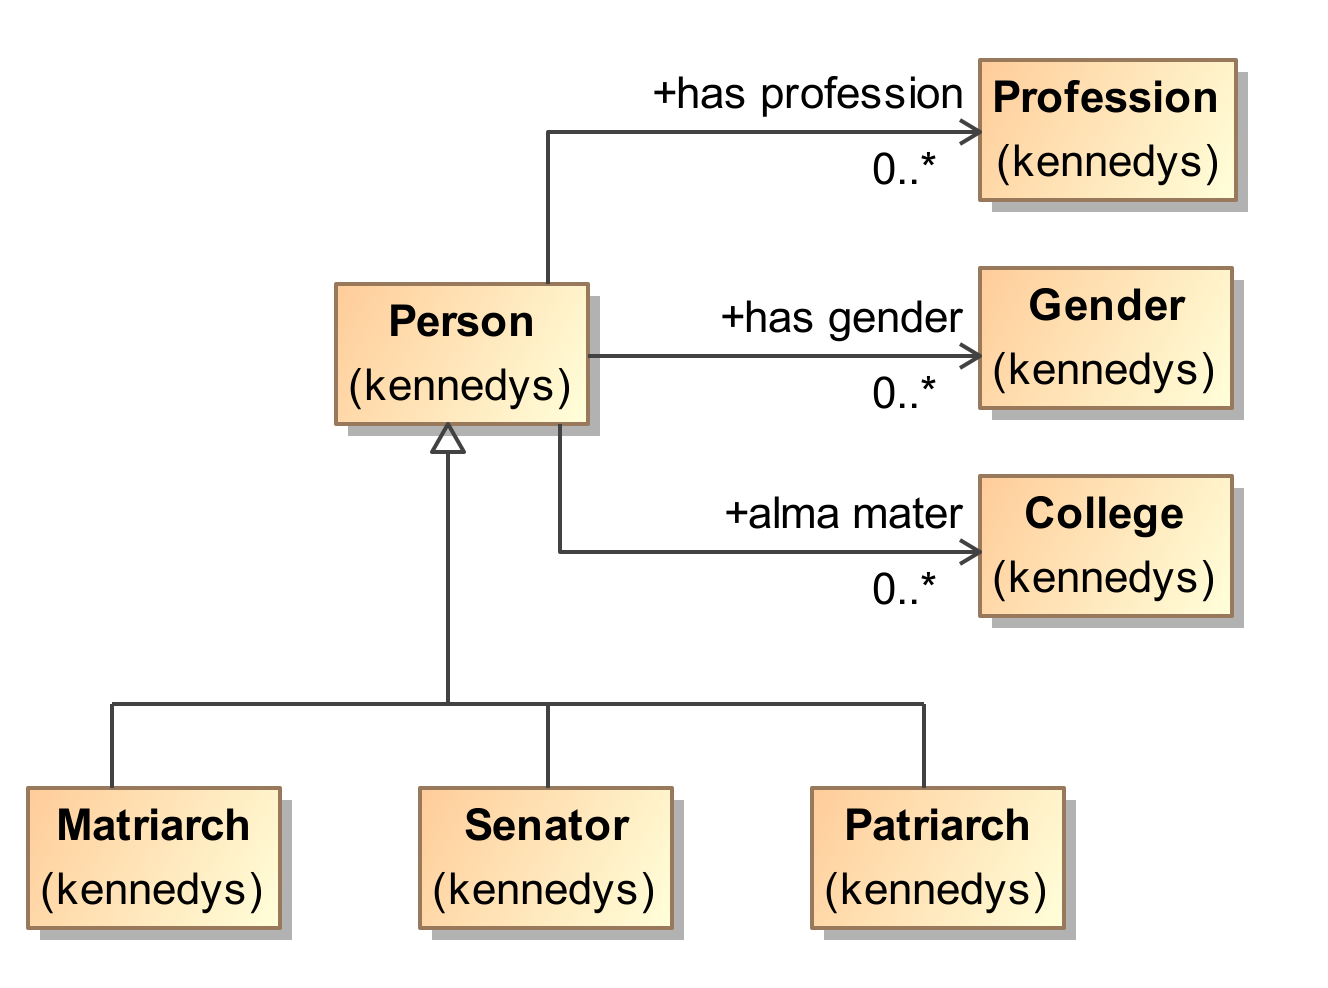 +has profession
0..*
Profession
(kennedys)
Person
(kennedys)
+has gender
0..*
Gender
(kennedys)
+alma mater
0..*
College
(kennedys)
Matriarch
(kennedys)
Senator
(kennedys)
Patriarch
(kennedys)